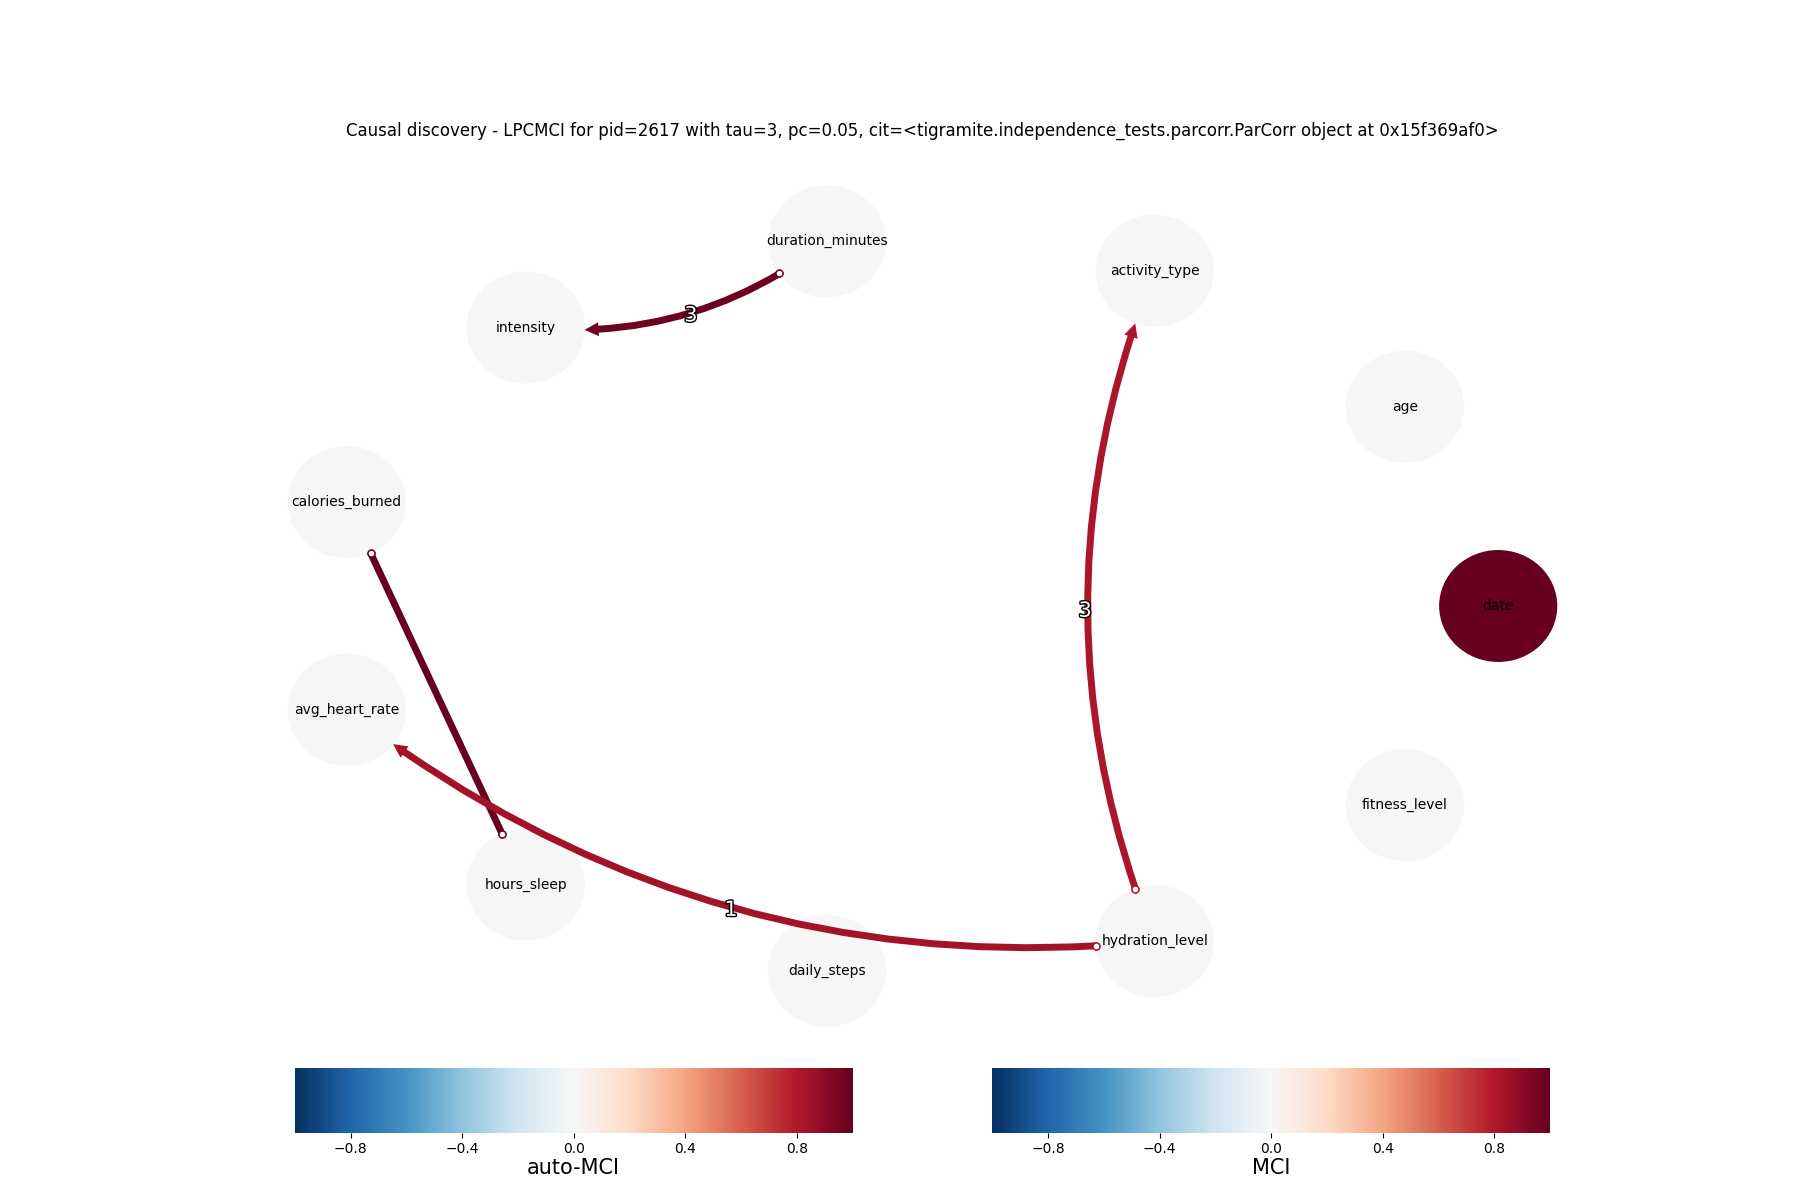 Causal discovery - LPCMCI for pid=2617 with tau=3, pc=0.05, cit=<tigramite.independence_tests.parcorr.ParCorr object at 0x15f369af0>
duration_minutes
activity_type
3
intensity
age
calories_burned
date
3
avg_heart_rate
fitness_level
hours_sleep
1
hydration_level
daily_steps
−0.8 −0.4 0.0 0.4 0.8
auto-MCI
−0.8 −0.4 0.0 0.4 0.8
MCI